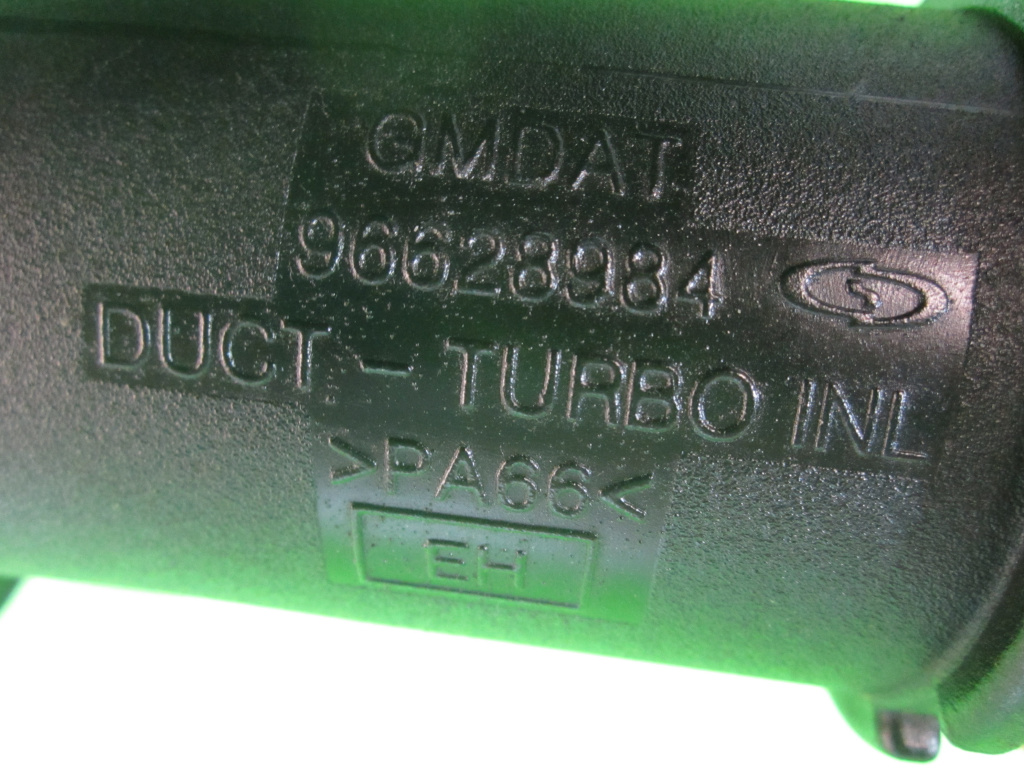 GMDAT
96628984
DUCT - TURBO INL
>PA66<
EH